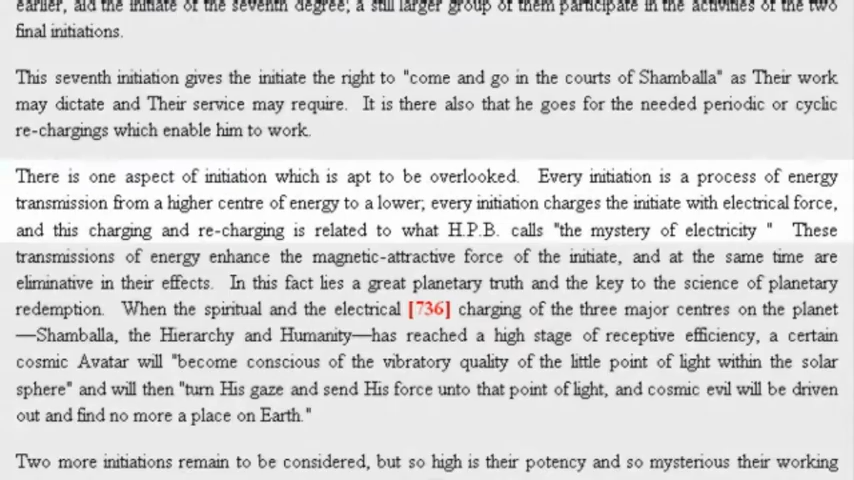 earlier, aid the initiate of the seventh degree; a still larger group of them participate in the activities of the two
final initiations.
This seventh initiation gives the initiate the right to "come and go in the courts of Shamballa" as Their work
may dictate and Their service may require. It is there also that he goes for the needed periodic or cyclic
re-chargings which enable him to work.
There is one aspect of initiation which is apt to be overlooked. Every initiation is a process of energy
transmission from a higher centre of energy to a lower; every initiation charges the initiate with electrical force,
and this charging and re-charging is related to what H.P.B. calls "the mystery of electricity " These
transmissions of energy enhance the magnetic-attractive force of the initiate, and at the same time are
eliminative in their effects. In this fact lies a great planetary truth and the key to the science of planetary
redemption. When the spiritual and the electrical [736] charging of the three major centres on the planet
—Shamballa, the Hierarchy and Humanity—has reached a high stage of receptive efficiency, a certain
cosmic Avatar will "become conscious of the vibratory quality of the little point of light within the solar
sphere" and will then "turn His gaze and send His force unto that point of light, and cosmic evil will be driven
out and find no more a place on Earth."
Two more initiations remain to be considered, but so high is their potency and so mysterious their working